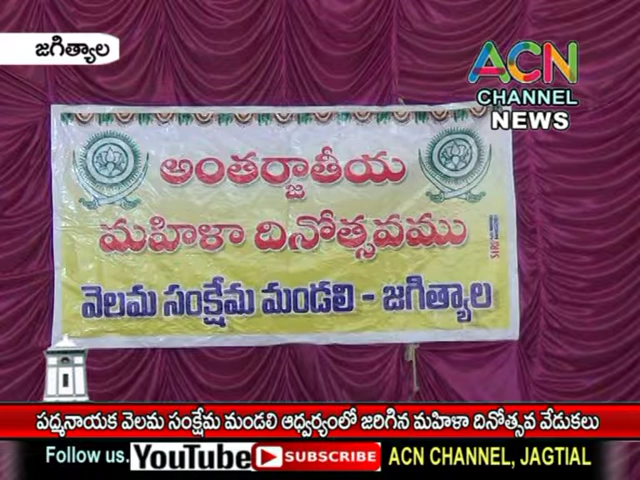 జగిత్యాల
ACN
CHANNEL
NEWS
అంతర్జాతీయ
మహిళా దినోత్సవము
వెలమ సంక్షేమ మండలి - జగిత్యాల
పద్మనాయక వెలమ సంక్షేమ మండలి ఆధ్వర్యంలో జరిగిన మహిళా దినోత్సవ వేడుకలు
Follow us. YouTube SUBSCRIBE ACN CHANNEL, JAGTIAL